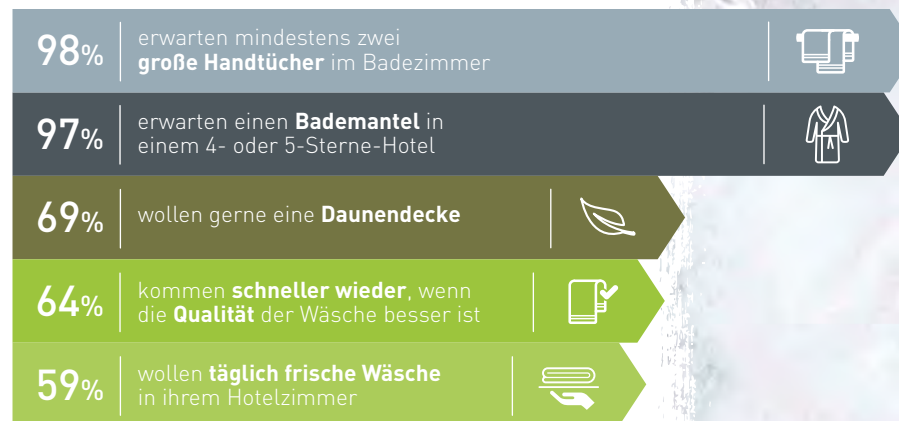 98% erwarten mindestens zwei
große Handtücher im Badezimmer
97% erwarten einen Bademantel in
einem 4- oder 5-Sterne-Hotel
69% wollen gerne eine Daunendecke
64% kommen schneller wieder, wenn
die Qualität der Wäsche besser ist
59% wollen täglich frische Wäsche
in ihrem Hotelzimmer